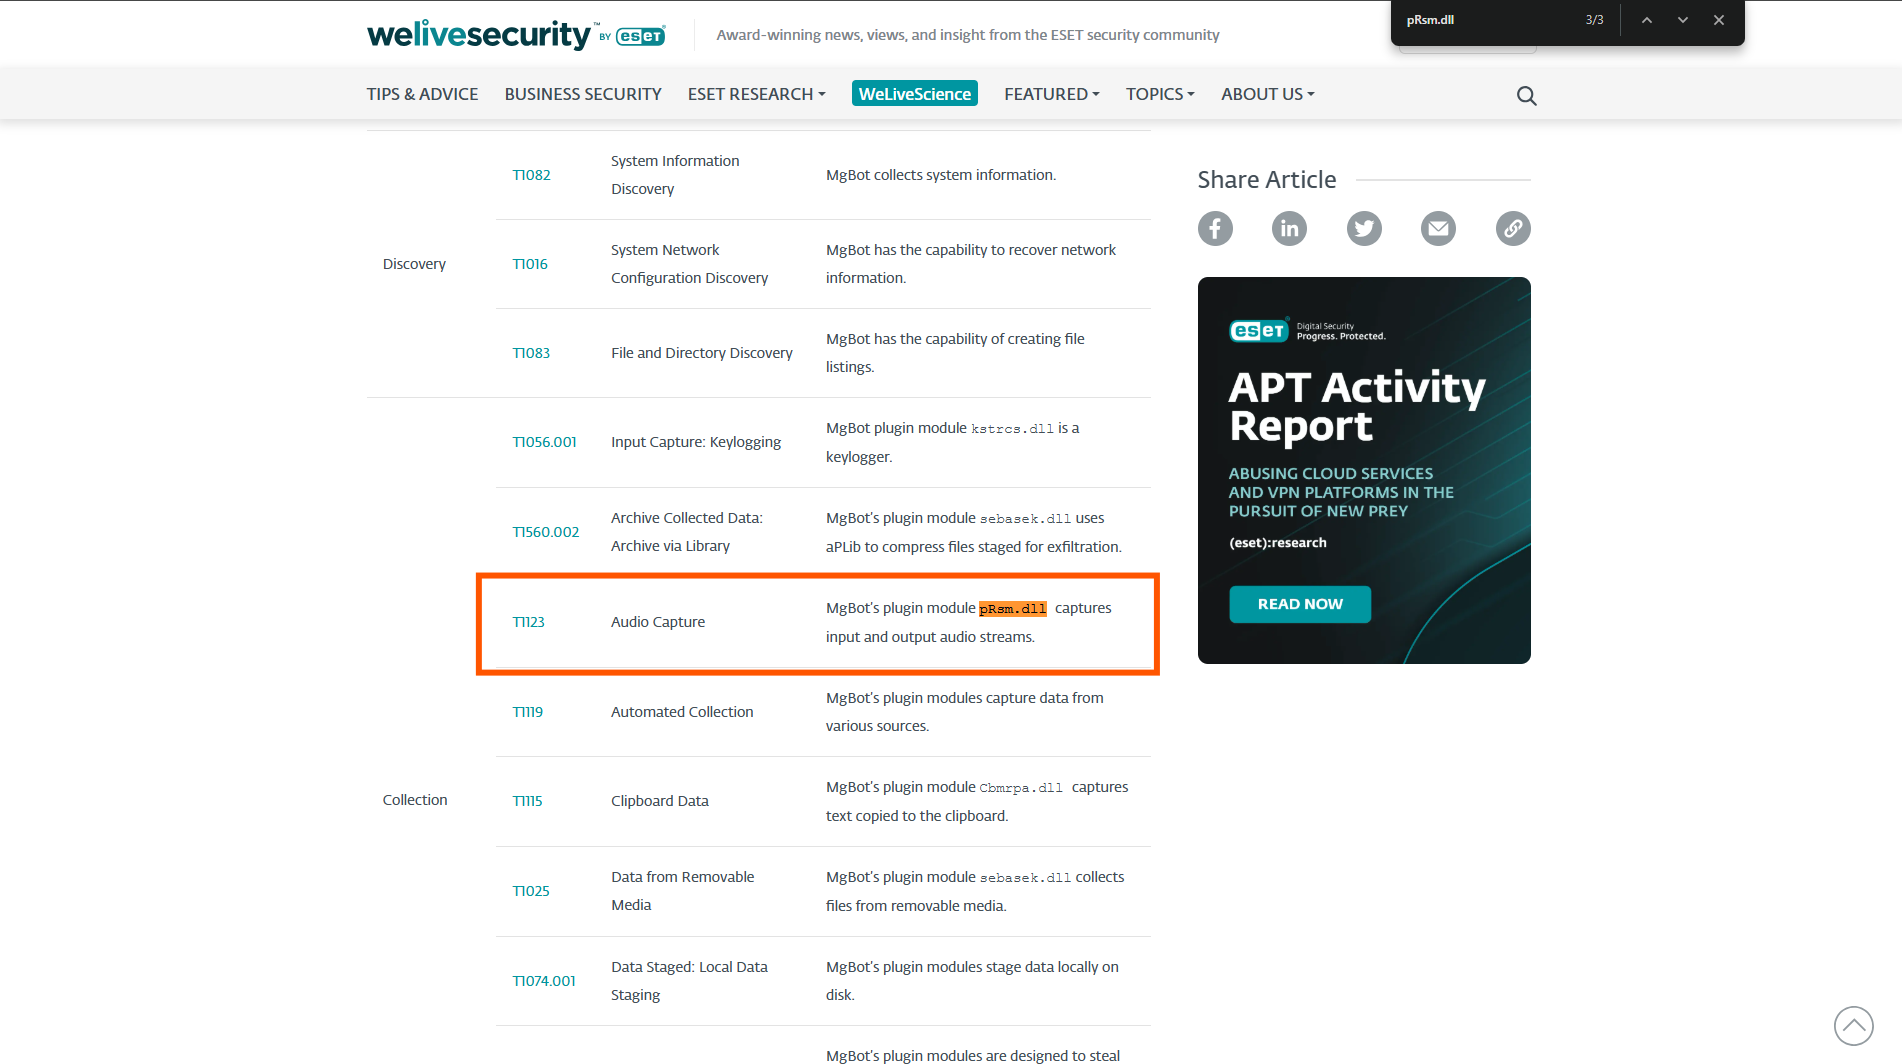 welivesecurity™ BY eset®
Award-winning news, views, and insight from the ESET security community
pRsm.dll 3/3
TIPS & ADVICE BUSINESS SECURITY ESET RESEARCH WeLiveScience FEATURED TOPICS ABOUT US
T1082 System Information Discovery MgBot collects system information.
Discovery
T1016
System Network
Configuration Discovery
MgBot has the capability to recover network
information.
T1083
File and Directory Discovery
MgBot has the capability of creating file
listings.
Collection
T1056.001
Input Capture: Keylogging
MgBot plugin module kstrcs.dll is a
keylogger.
T1560.002
Archive Collected Data:
Archive via Library
MgBot's plugin module sebasek.dll uses
aPLib to compress files staged for exfiltration.
T1123
Audio Capture
MgBot's plugin module pRsm.dll captures
input and output audio streams.
T1119
Automated Collection
MgBot's plugin modules capture data from
various sources.
T1115
Clipboard Data
MgBot's plugin module Cbmrpa.dll captures
text copied to the clipboard.
T1025
Data from Removable
Media
MgBot's plugin module sebasek.dll collects
files from removable media.
T1074.001
Data Staged: Local Data
Staging
MgBot's plugin modules stage data locally on
disk.
MgBot's plugin modules are designed to steal
Share Article
eset® Digital Security
Progress. Protected.
APT Activity
Report
ABUSING CLOUD SERVICES
AND VPN PLATFORMS IN THE
PURSUIT OF NEW PREY
(eset):research
READ NOW